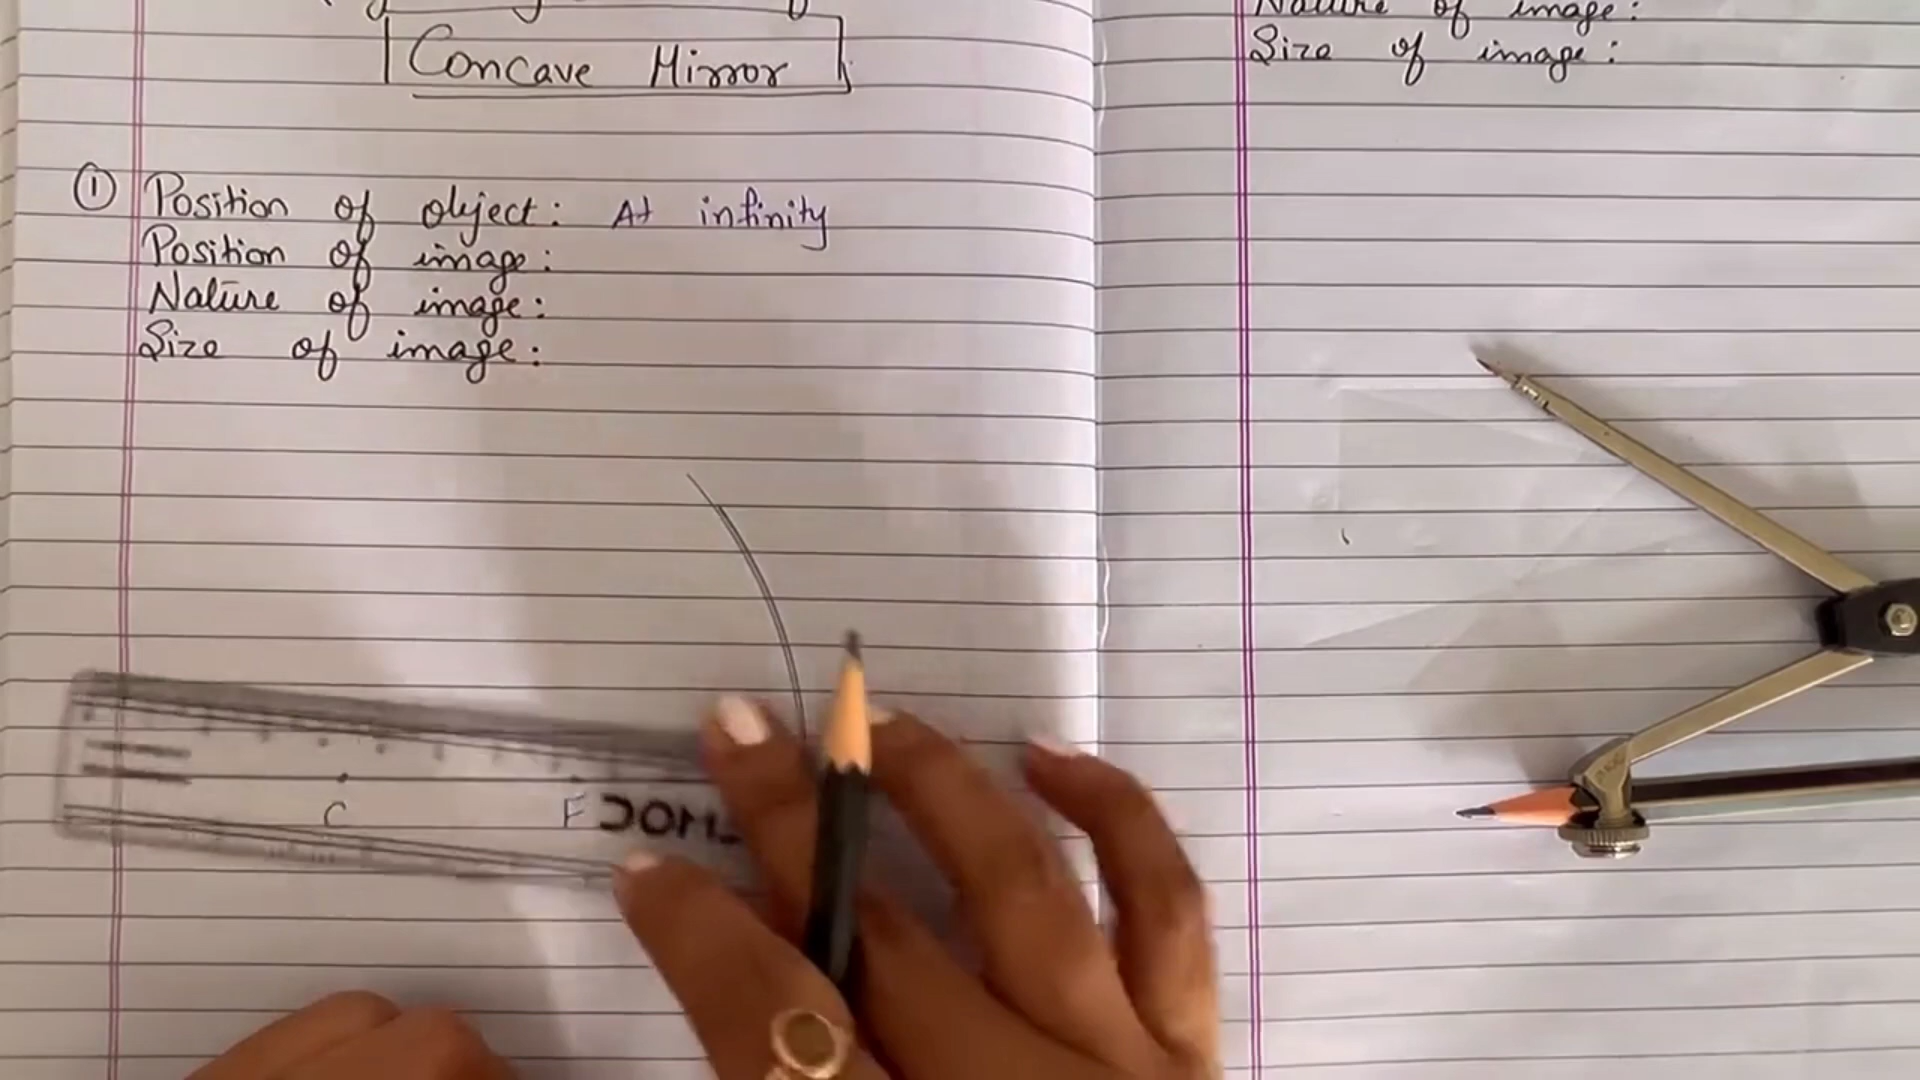 Concave Mirror
① Position of object: At infinity
Position of image:
Nature of image:
Size of image:
C
F
Nature of image:
Size of image: